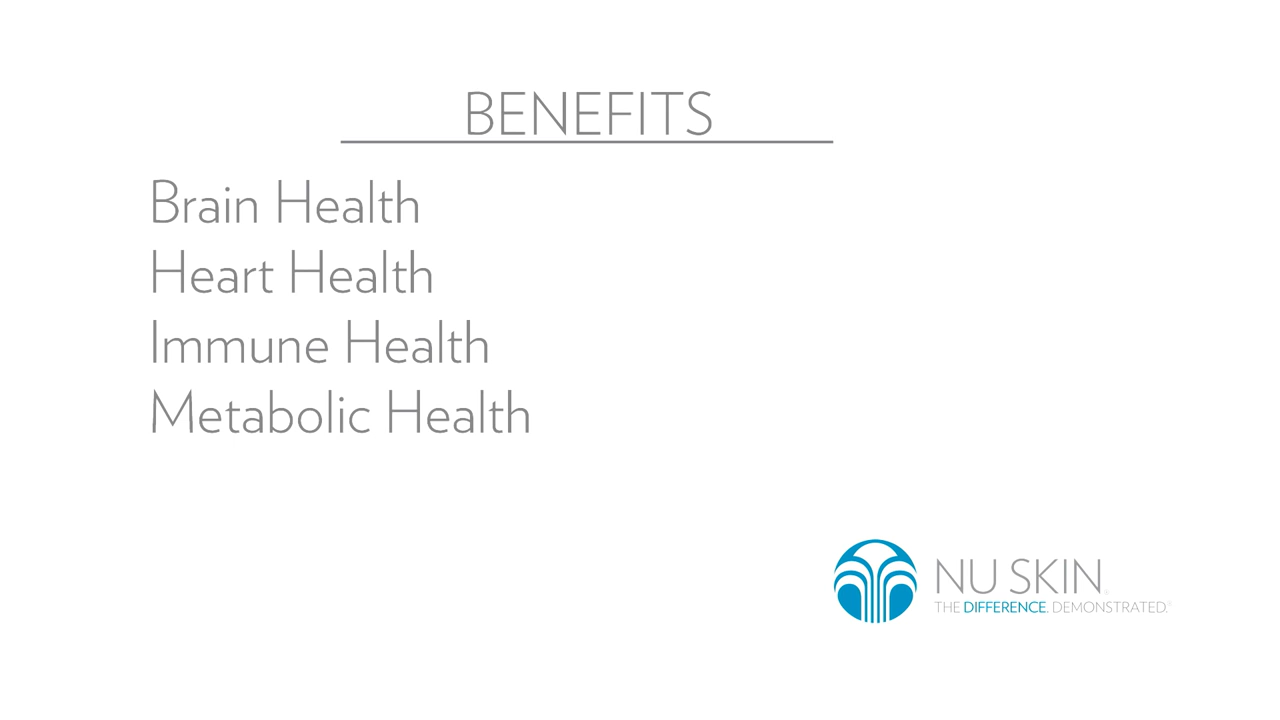 BENEFITS
Brain Health
Heart Health
Immune Health
Metabolic Health
NU SKIN®
THE DIFFERENCE. DEMONSTRATED.